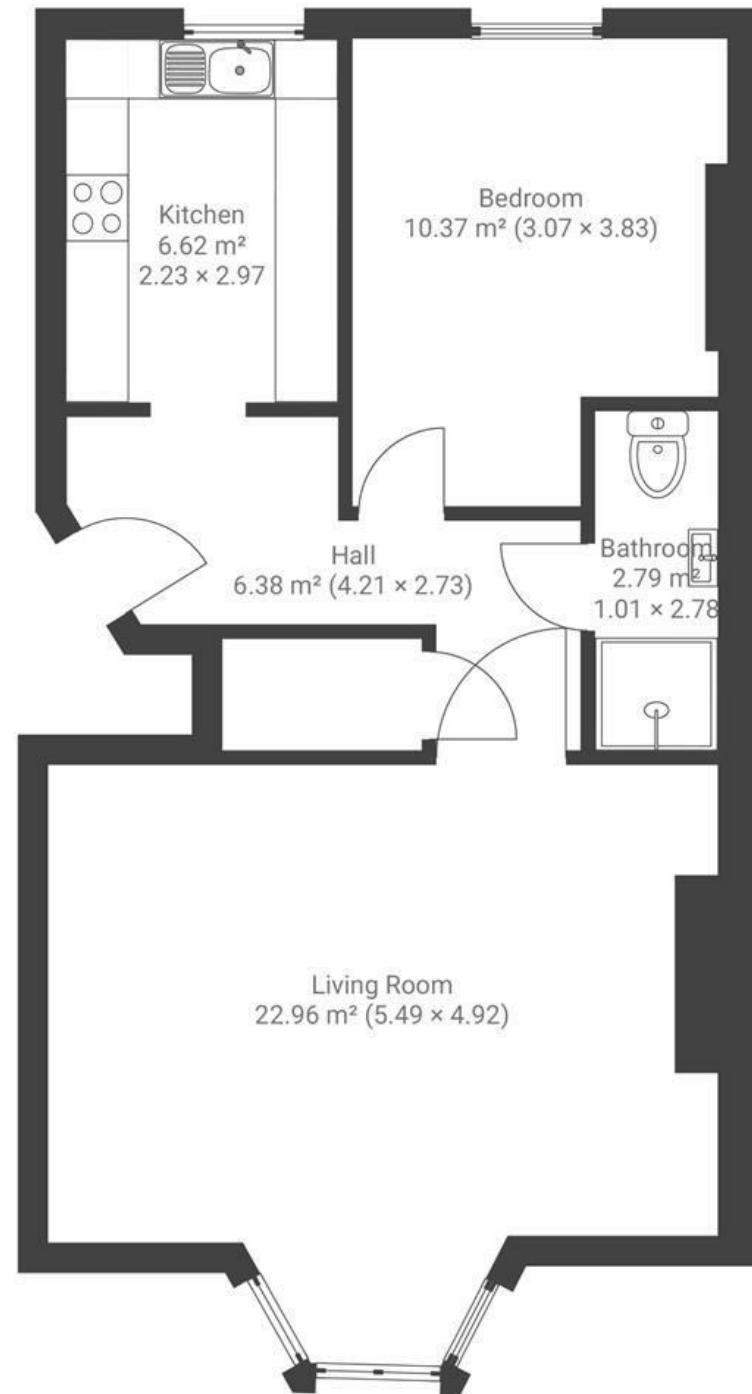 Kitchen
6.62 m²
2.23 × 2.97
Bedroom
10.37 m² (3.07 × 3.83)
Hall
6.38 m² (4.21 × 2.73)
Bathroom
2.79 m²
1.01 × 2.78
Living Room
22.96 m² (5.49 × 4.92)